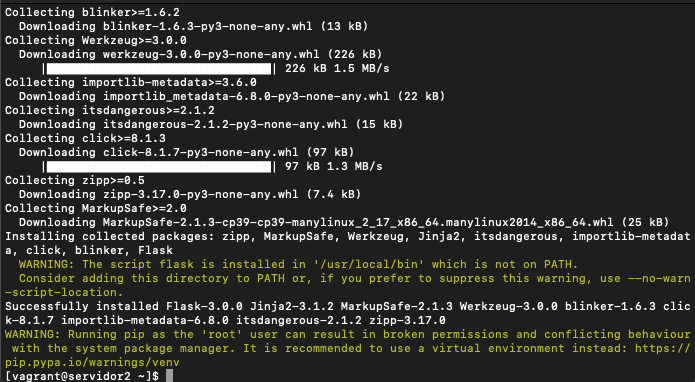 Collecting blinker>=1.6.2
  Downloading blinker-1.6.3-py3-none-any.whl (13 kB)
Collecting Werkzeug>=3.0.0
  Downloading werkzeug-3.0.0-py3-none-any.whl (226 kB)
     |████████████████████████████████| 226 kB 1.5 MB/s
Collecting importlib-metadata>=3.6.0
  Downloading importlib_metadata-6.8.0-py3-none-any.whl (22 kB)
Collecting itsdangerous>=2.1.2
  Downloading itsdangerous-2.1.2-py3-none-any.whl (15 kB)
Collecting click>=8.1.3
  Downloading click-8.1.7-py3-none-any.whl (97 kB)
     |████████████████████████████████| 97 kB 1.3 MB/s
Collecting zipp>=0.5
  Downloading zipp-3.17.0-py3-none-any.whl (7.4 kB)
Collecting MarkupSafe>=2.0
  Downloading MarkupSafe-2.1.3-cp39-cp39-manylinux_2_17_x86_64.manylinux2014_x86_64.whl (25 kB)
Installing collected packages: zipp, MarkupSafe, Werkzeug, Jinja2, itsdangerous, importlib-metadat
a, click, blinker, Flask
  WARNING: The script flask is installed in '/usr/local/bin' which is not on PATH.
  Consider adding this directory to PATH or, if you prefer to suppress this warning, use --no-warn
-script-location.
Successfully installed Flask-3.0.0 Jinja2-3.1.2 MarkupSafe-2.1.3 Werkzeug-3.0.0 blinker-1.6.3 clic
k-8.1.7 importlib-metadata-6.8.0 itsdangerous-2.1.2 zipp-3.17.0
WARNING: Running pip as the 'root' user can result in broken permissions and conflicting behaviour
 with the system package manager. It is recommended to use a virtual environment instead: https://
pip.pypa.io/warnings/venv
[vagrant@servidor2 ~]$